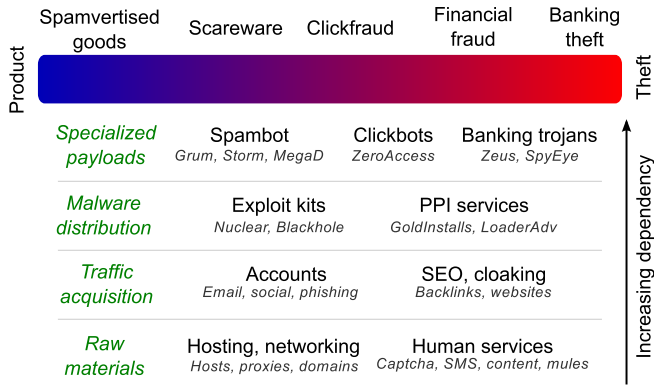 Spamvertised goods
Scareware
Clickfraud
Financial fraud
Banking theft
Product
Theft
Specialized payloads
Spambot
Grum, Storm, MegaD
Clickbots
ZeroAccess
Banking trojans
Zeus, SpyEye
Malware distribution
Exploit kits
Nuclear, Blackhole
PPI services
GoldInstalls, LoaderAdv
Traffic acquisition
Accounts
Email, social, phishing
SEO, cloaking
Backlinks, websites
Raw materials
Hosting, networking
Hosts, proxies, domains
Human services
Captcha, SMS, content, mules
Increasing dependency